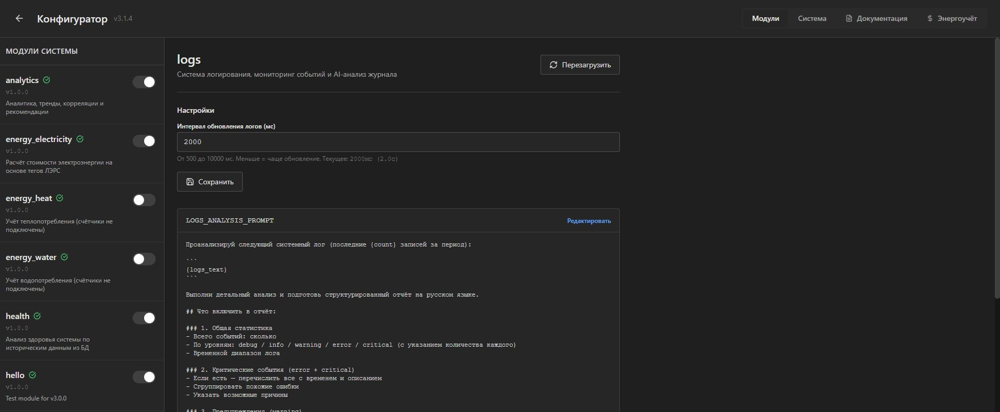 Конфигуратор v3.1.4
Модули
Система
Документация
$ Энергоучёт
МОДУЛИ СИСТЕМЫ
analytics
v1.0.0
Аналитика, тренды, корреляции и
рекомендации
energy_electricity
v1.0.0
Расчёт стоимости электроэнергии на
основе тегов ЛЭРС
energy_heat
v1.0.0
Учёт теплопотребления (счётчики не
подключены)
energy_water
v1.0.0
Учёт водопотребления (счётчики не
подключены)
health
v1.0.0
Анализ здоровья системы по
историческим данным из БД
hello
v1.0.0
Test module for v3.0.0
logs
Система логирования, мониторинг событий и AI-анализ журнала
Перезагрузить
Настройки
Интервал обновления логов (мс)
2000
От 500 до 10000 мс. Меньше = чаще обновление. Текущее: 2000мс (2.0с)
Сохранить
LOGS_ANALYSIS_PROMPT
Редактировать
Проанализируй следующий системный лог (последние {count} записей за период):
```
{logs_text}
```
Выполни детальный анализ и подготовь структурированный отчёт на русском языке.
## Что включить в отчёт:
### 1. Общая статистика
- Всего событий: сколько
- По уровням: debug / info / warning / error / critical (с указанием количества каждого)
- Временной диапазон лога
### 2. Критические события (error + critical)
- Если есть — перечислить все с временем и описанием
- Сгруппировать похожие ошибки
- Указать возможные причины
### 3. Предупреждения (warning)